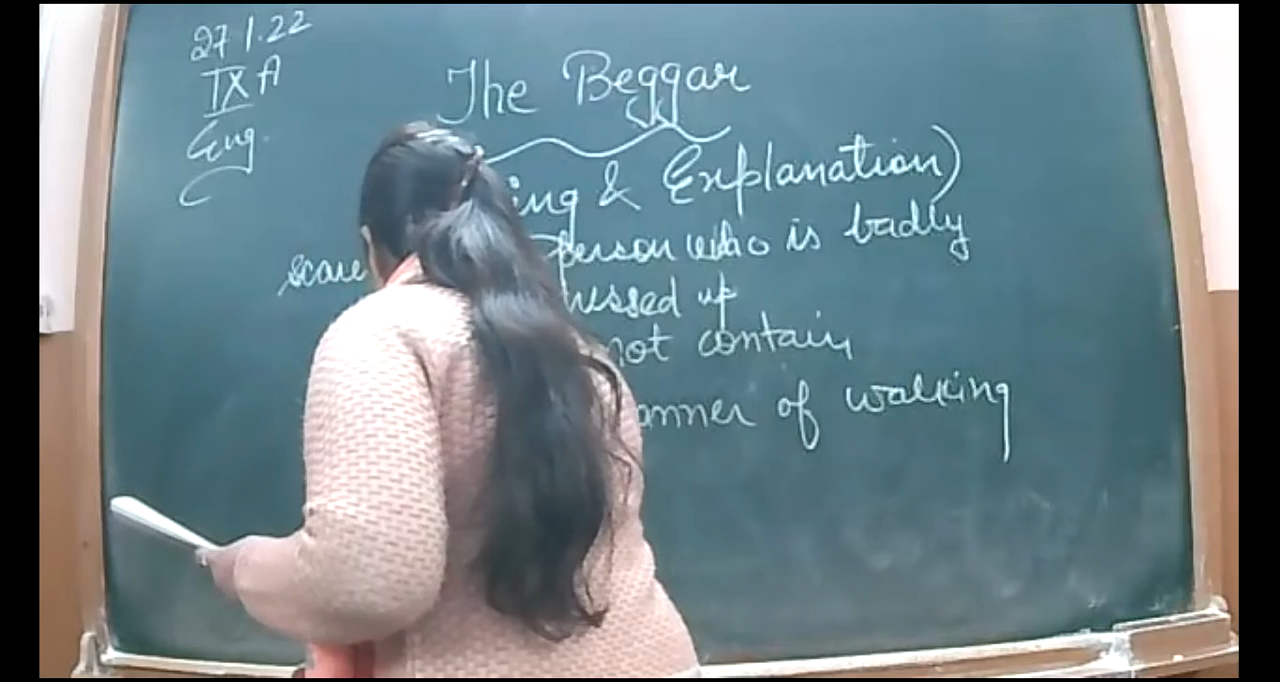 27.1.22
IX A
Eng.
The Beggar
ing & Explanation)
scare person who is badly
ressed up
not contain
anner of walking